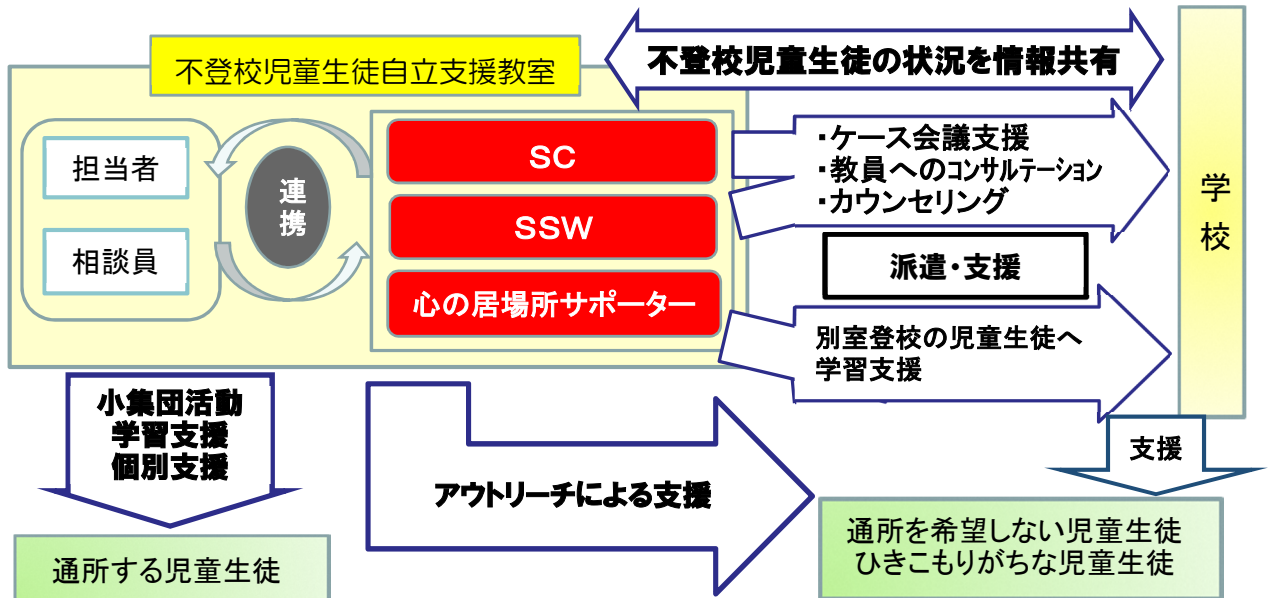 不登校児童生徒自立支援教室
不登校児童生徒の状況を情報共有
担当者
相談員
連
携
SC
SSW
心の居場所サポーター
・ケース会議支援
・教員へのコンサルテーション
・カウンセリング
派遣・支援
別室登校の児童生徒へ
学習支援
学
校
小集団活動
学習支援
個別支援
アウトリーチによる支援
支援
通所する児童生徒
通所を希望しない児童生徒
ひきこもりがちな児童生徒